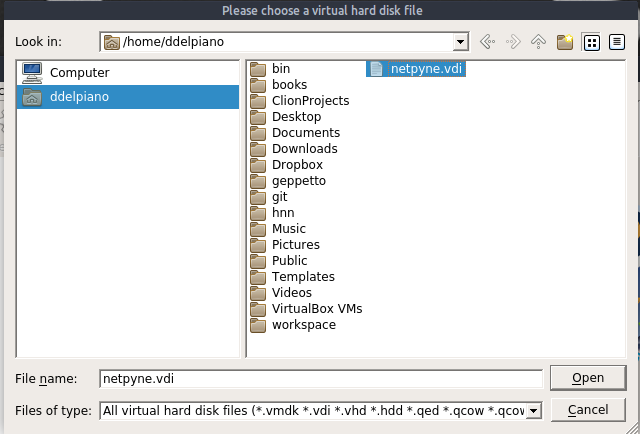 Please choose a virtual hard disk file
Look in:
/home/ddelpiano
Computer
ddelpiano
bin
books
ClionProjects
Desktop
Documents
Downloads
Dropbox
geppetto
git
hnn
Music
Pictures
Public
Templates
Videos
VirtualBox VMs
workspace
netpyne.vdi
File name:
netpyne.vdi
Open
Files of type:
All virtual hard disk files (*.vmdk *.vdi *.vhd *.hdd *.qed *.qcow *.qcow
Cancel